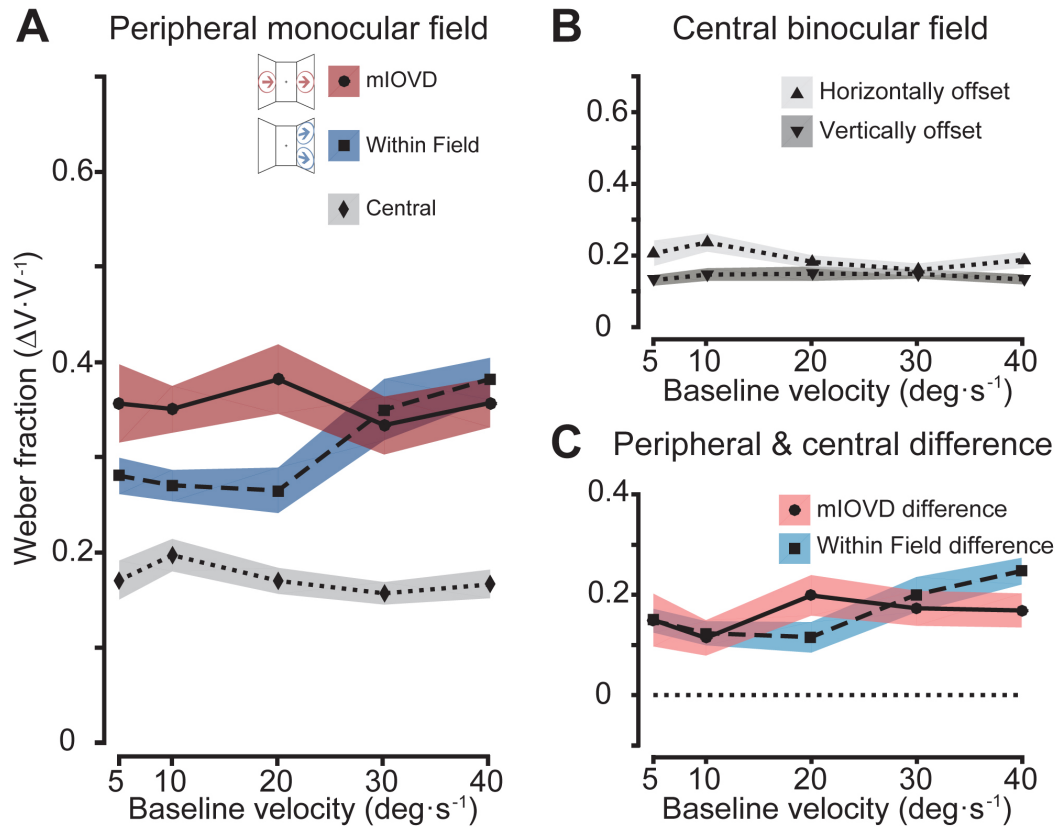 A Peripheral monocular field
mIOVD
Within Field
Central
Weber fraction (ΔV·V⁻¹)
0.6
0.4
0.2
0
5 10 20 30 40
Baseline velocity (deg·s⁻¹)
B Central binocular field
Horizontally offset
Vertically offset
0.6
0.4
0.2
0
5 10 20 30 40
Baseline velocity (deg·s⁻¹)
C Peripheral & central difference
mIOVD difference
Within Field difference
0.4
0.2
0
5 10 20 30 40
Baseline velocity (deg·s⁻¹)